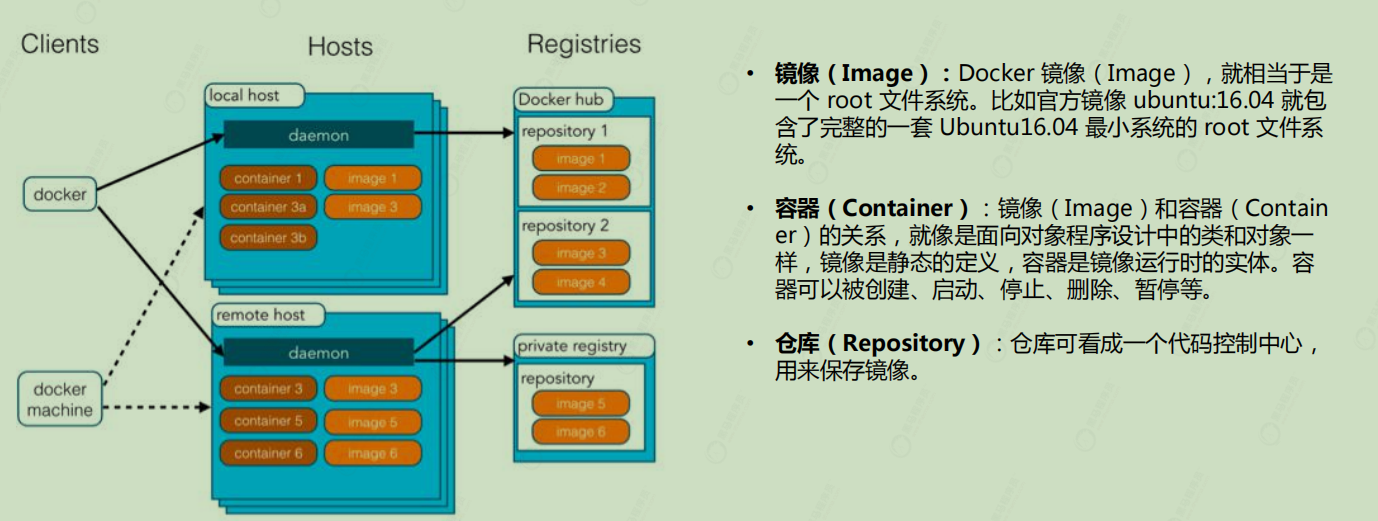 Clients
Hosts
Registries
local host
daemon
container 1
image 1
container 3a
image 3
container 3b
docker
remote host
daemon
container 3
image 3
container 5
image 5
container 6
image 6
docker
machine
Docker hub
repository 1
image 1
image 2
repository 2
image 3
image 4
private registry
repository
image 5
image 6
• 镜像（Image）：Docker 镜像（Image），就相当于是
一个 root 文件系统。比如官方镜像 ubuntu:16.04 就包
含了完整的一套 Ubuntu16.04 最小系统的 root 文件系
统。
• 容器（Container）：镜像（Image）和容器（Contain
er）的关系，就像是面向对象程序设计中的类和对象一
样，镜像是静态的定义，容器是镜像运行时的实体。容
器可以被创建、启动、停止、删除、暂停等。
• 仓库（Repository）：仓库可看成一个代码控制中心，
用来保存镜像。